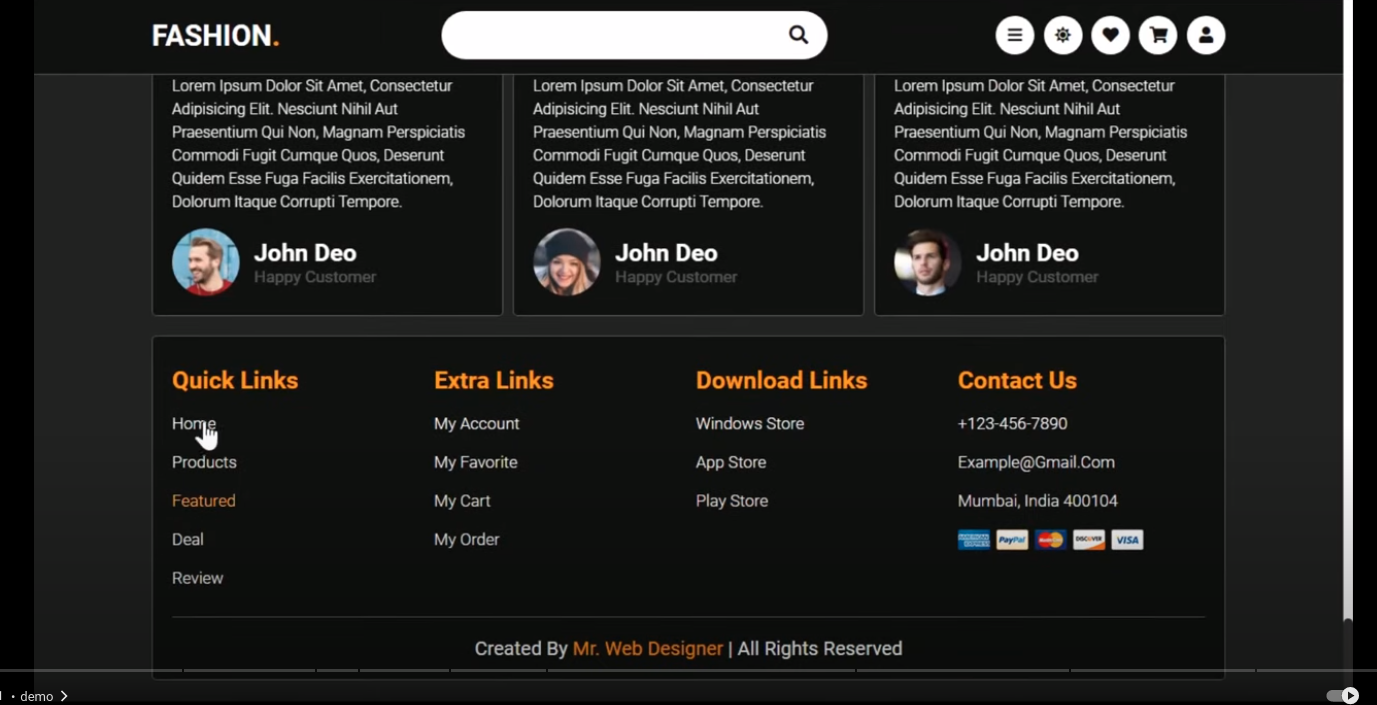 FASHION.
Lorem Ipsum Dolor Sit Amet, Consectetur
Adipisicing Elit. Nesciunt Nihil Aut
Praesentium Qui Non, Magnam Perspiciatis
Commodi Fugit Cumque Quos, Deserunt
Quidem Esse Fuga Facilis Exercitationem,
Dolorum Itaque Corrupti Tempore.
John Deo
Happy Customer
Lorem Ipsum Dolor Sit Amet, Consectetur
Adipisicing Elit. Nesciunt Nihil Aut
Praesentium Qui Non, Magnam Perspiciatis
Commodi Fugit Cumque Quos, Deserunt
Quidem Esse Fuga Facilis Exercitationem,
Dolorum Itaque Corrupti Tempore.
John Deo
Happy Customer
Lorem Ipsum Dolor Sit Amet, Consectetur
Adipisicing Elit. Nesciunt Nihil Aut
Praesentium Qui Non, Magnam Perspiciatis
Commodi Fugit Cumque Quos, Deserunt
Quidem Esse Fuga Facilis Exercitationem,
Dolorum Itaque Corrupti Tempore.
John Deo
Happy Customer
Quick Links
Home
Products
Featured
Deal
Review
Extra Links
My Account
My Favorite
My Cart
My Order
Download Links
Windows Store
App Store
Play Store
Contact Us
+123-456-7890
Example@Gmail.Com
Mumbai, India 400104
AMERICAN EXPRESS PayPal MasterCard DISCOVER VISA
Created By Mr. Web Designer | All Rights Reserved
• demo